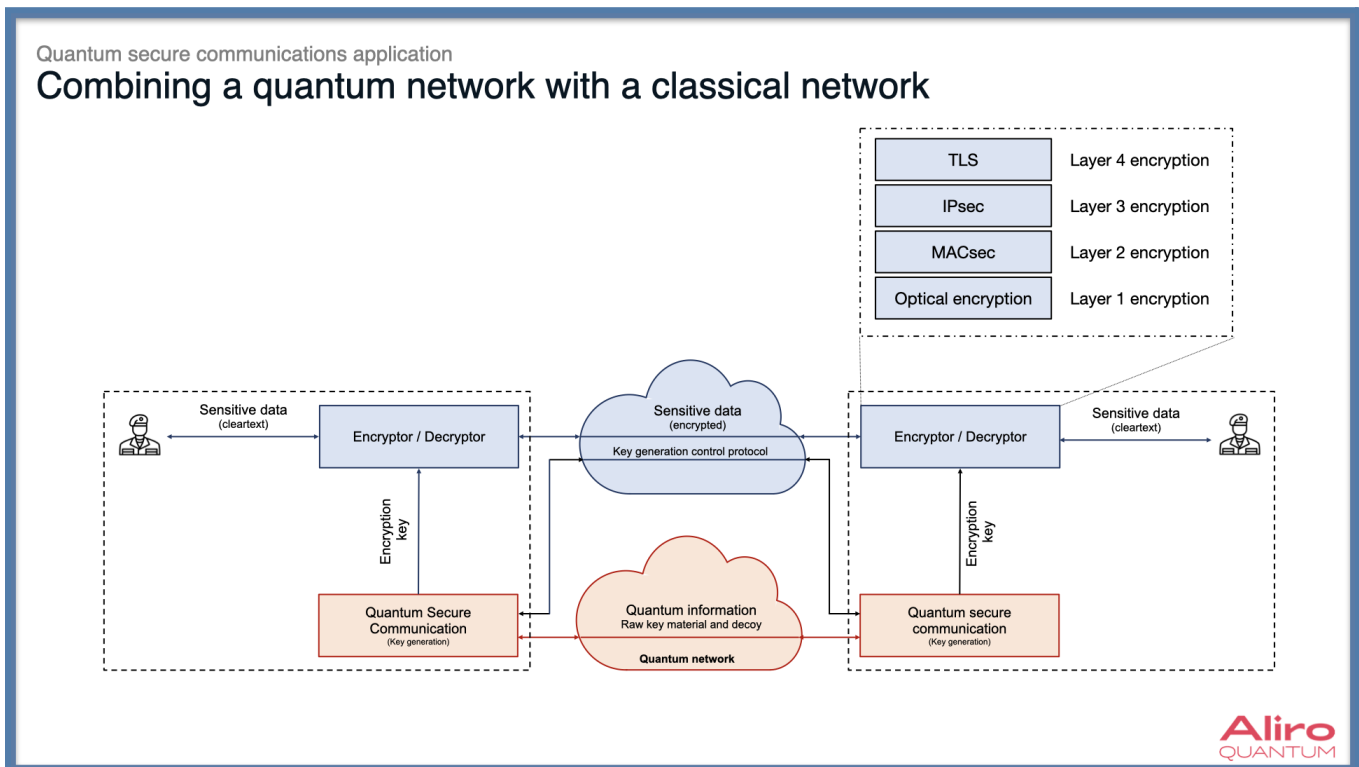 Quantum secure communications application
Combining a quantum network with a classical network
TLS
Layer 4 encryption
IPsec
Layer 3 encryption
MACsec
Layer 2 encryption
Optical encryption
Layer 1 encryption
Sensitive data
(cleartext)
Encryptor / Decryptor
Sensitive data
(encrypted)
Key generation control protocol
Encryptor / Decryptor
Sensitive data
(cleartext)
Encryption
key
Encryption
key
Quantum Secure
Communication
(Key generation)
Quantum information
Raw key material and decoy
Quantum network
Quantum secure
communication
(Key generation)
Aliro
QUANTUM